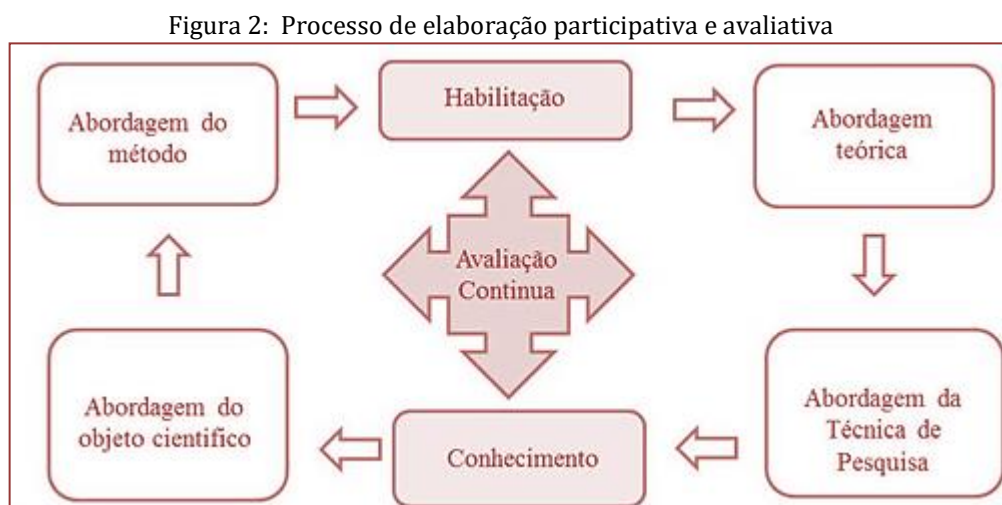 Figura 2: Processo de elaboração participativa e avaliativa
Abordagem do
método
Habilitação
Abordagem
teórica
Avaliação
Continua
Abordagem do
objeto cientifico
Conhecimento
Abordagem da
Técnica de
Pesquisa